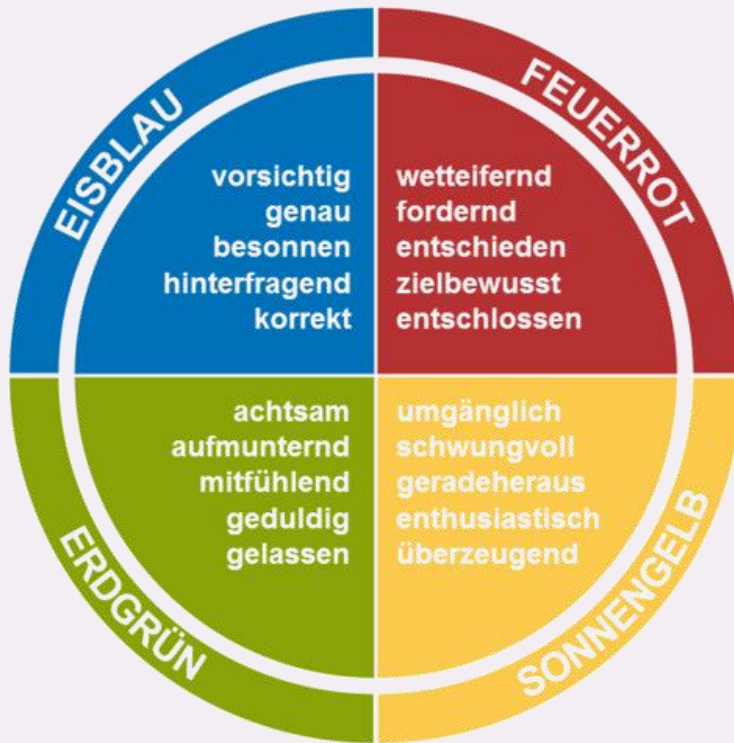 EISBLAU
vorsichtig
genau
besonnen
hinterfragend
korrekt
FEUERROT
wetteifernd
fordernd
entschieden
zielbewusst
entschlossen
ERDGRÜN
achtsam
aufmunternd
mitfühlend
geduldig
gelassen
SONNENGELB
umgänglich
schwungvoll
geradeheraus
enthusiastisch
überzeugend